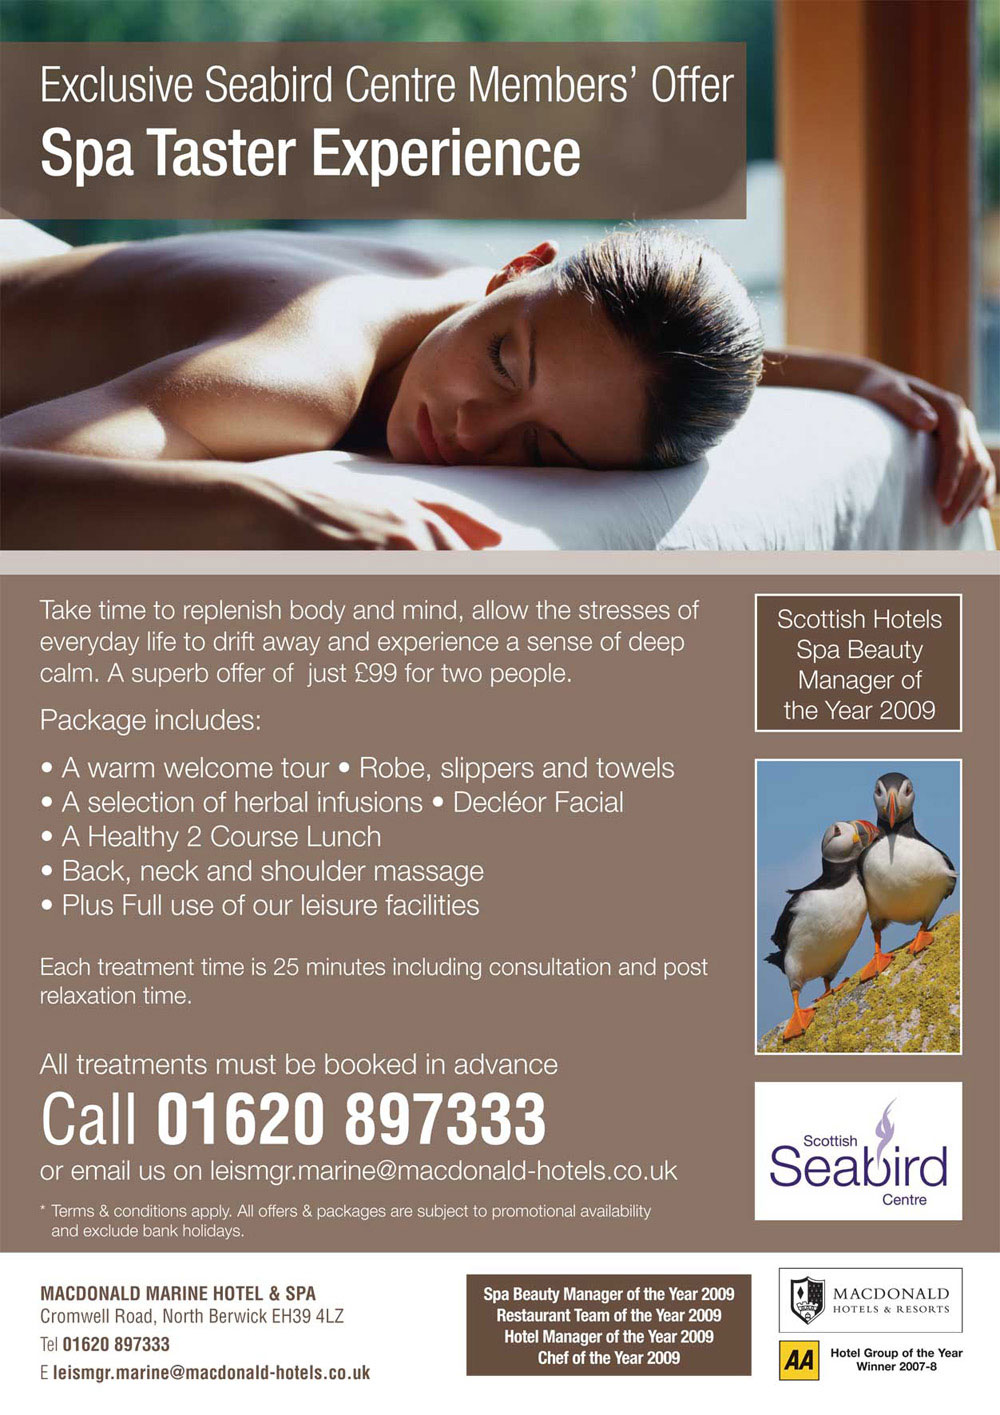 Exclusive Seabird Centre Members' Offer
Spa Taster Experience
Take time to replenish body and mind, allow the stresses of
everyday life to drift away and experience a sense of deep
calm. A superb offer of just £99 for two people.
Package includes:
• A warm welcome tour • Robe, slippers and towels
• A selection of herbal infusions • Decléor Facial
• A Healthy 2 Course Lunch
• Back, neck and shoulder massage
• Plus Full use of our leisure facilities
Each treatment time is 25 minutes including consultation and post
relaxation time.
All treatments must be booked in advance
Call 01620 897333
or email us on leismgr.marine@macdonald-hotels.co.uk
* Terms & conditions apply. All offers & packages are subject to promotional availability
and exclude bank holidays.
Scottish Hotels
Spa Beauty
Manager of
the Year 2009
Scottish
Seabird
Centre
MACDONALD MARINE HOTEL & SPA
Cromwell Road, North Berwick EH39 4LZ
Tel 01620 897333
E leismgr.marine@macdonald-hotels.co.uk
Spa Beauty Manager of the Year 2009
Restaurant Team of the Year 2009
Hotel Manager of the Year 2009
Chef of the Year 2009
MACDONALD
HOTELS & RESORTS
AA
Hotel Group of the Year
Winner 2007-8